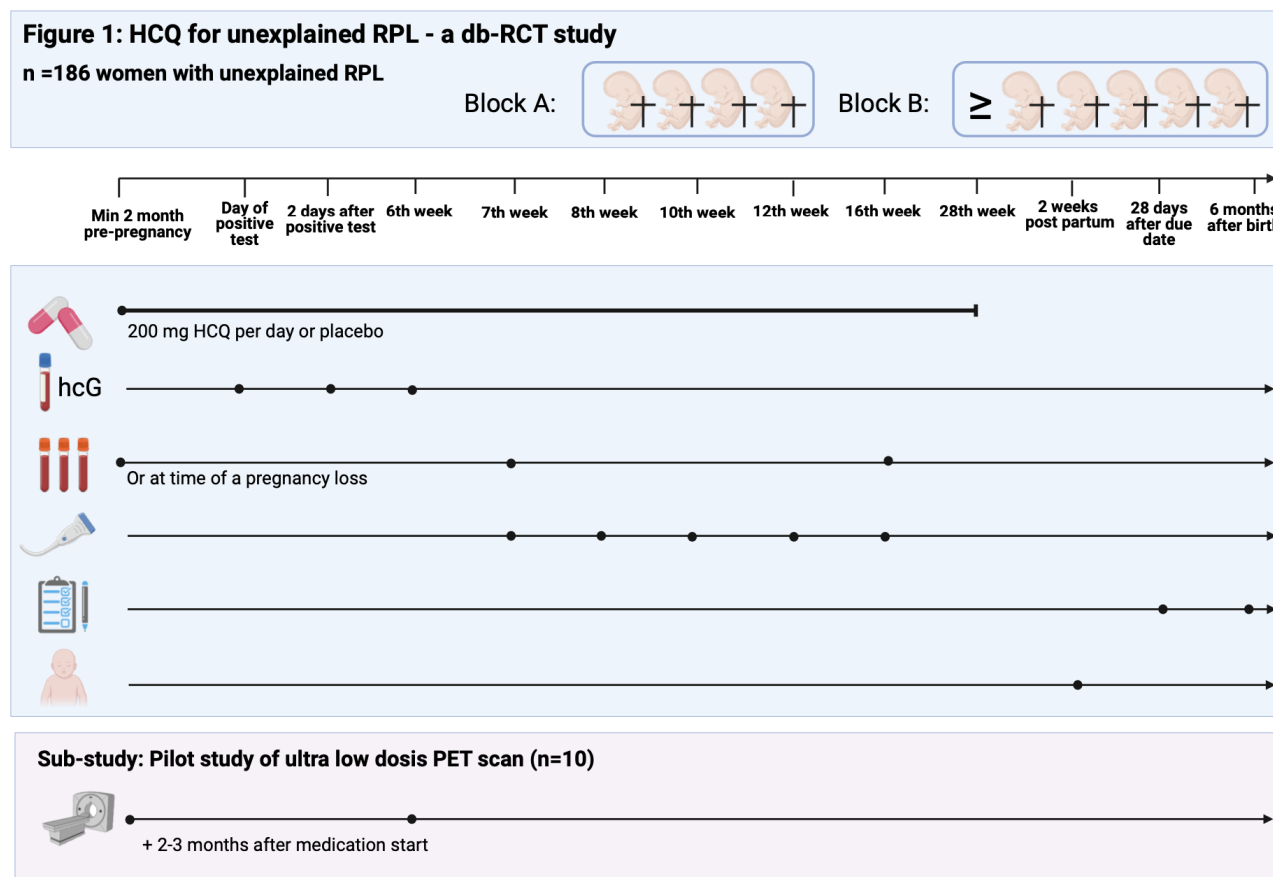 Figure 1: HCQ for unexplained RPL - a db-RCT study
n =186 women with unexplained RPL
Block A:
Block B:
≥
Min 2 month
pre-pregnancy
Day of
positive
test
2 days after
positive test
6th week
7th week
8th week
10th week
12th week
16th week
28th week
2 weeks
post partum
28 days
after due
date
6 months
after birth
200 mg HCQ per day or placebo
hcG
Or at time of a pregnancy loss
Sub-study: Pilot study of ultra low dosis PET scan (n=10)
+ 2-3 months after medication start